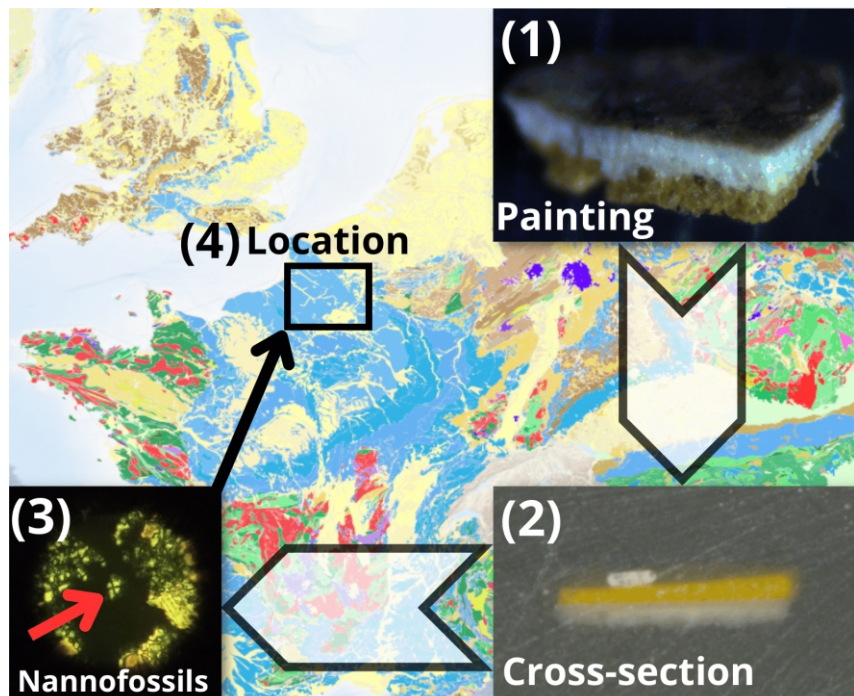 (1)
Painting
(4) Location
(3)
Nannofossils
(2)
Cross-section